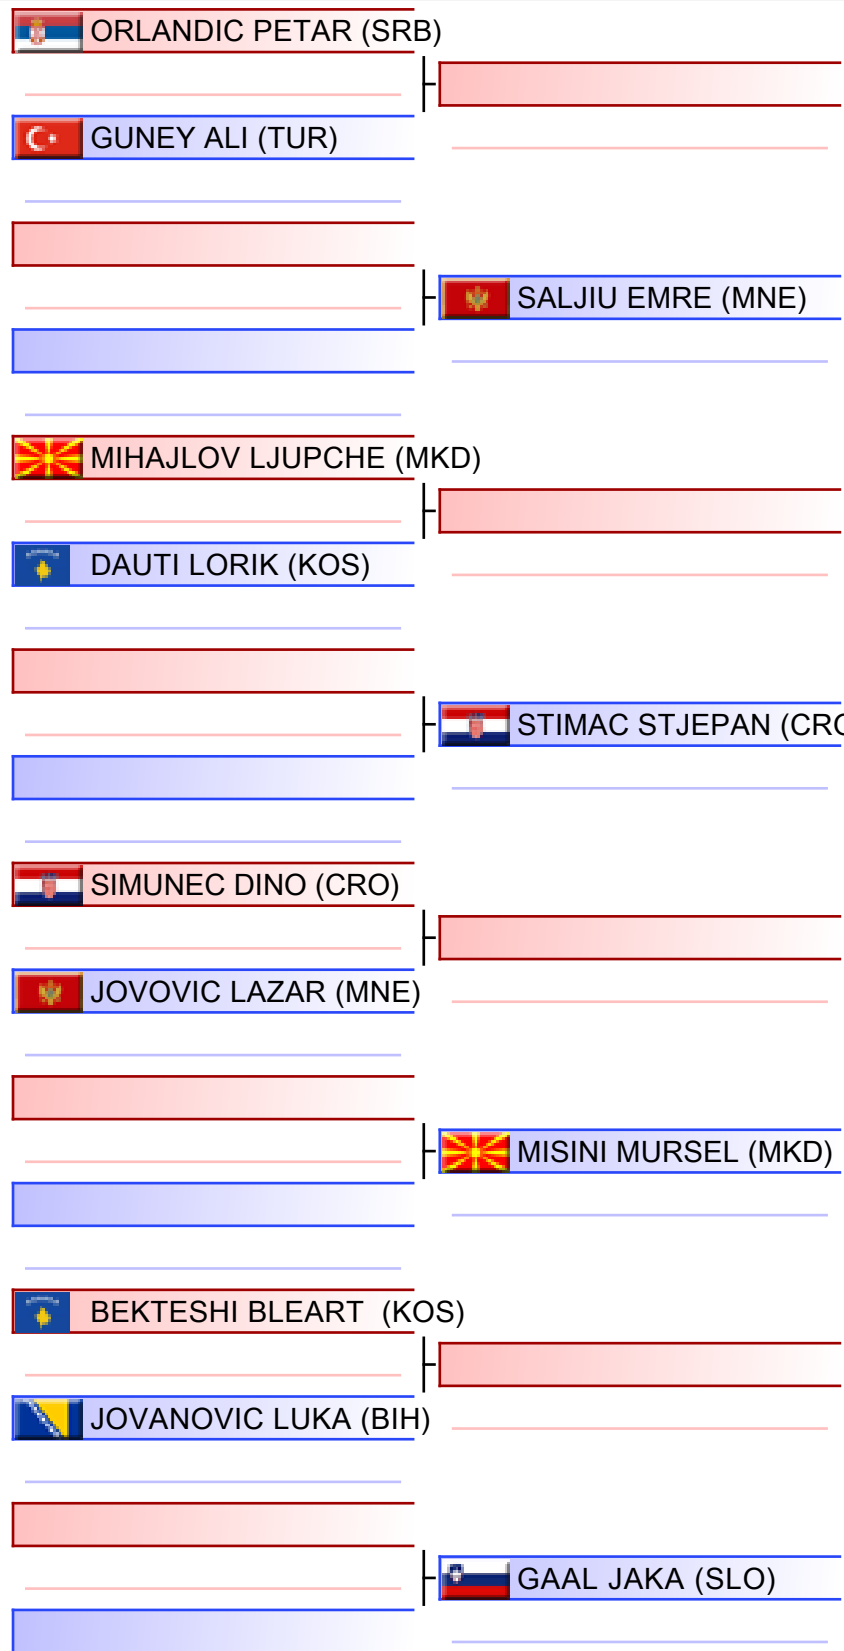 ORLANDIC PETAR (SRB)
GUNEY ALI (TUR)
SALJIU EMRE (MNE)
MIHAJLOV LJUPCHE (MKD)
DAUTI LORIK (KOS)
STIMAC STJEPAN (CRO
SIMUNEC DINO (CRO)
JOVOVIC LAZAR (MNE)
MISINI MURSEL (MKD)
BEKTESHI BLEART (KOS)
JOVANOVIC LUKA (BIH)
GAAL JAKA (SLO)